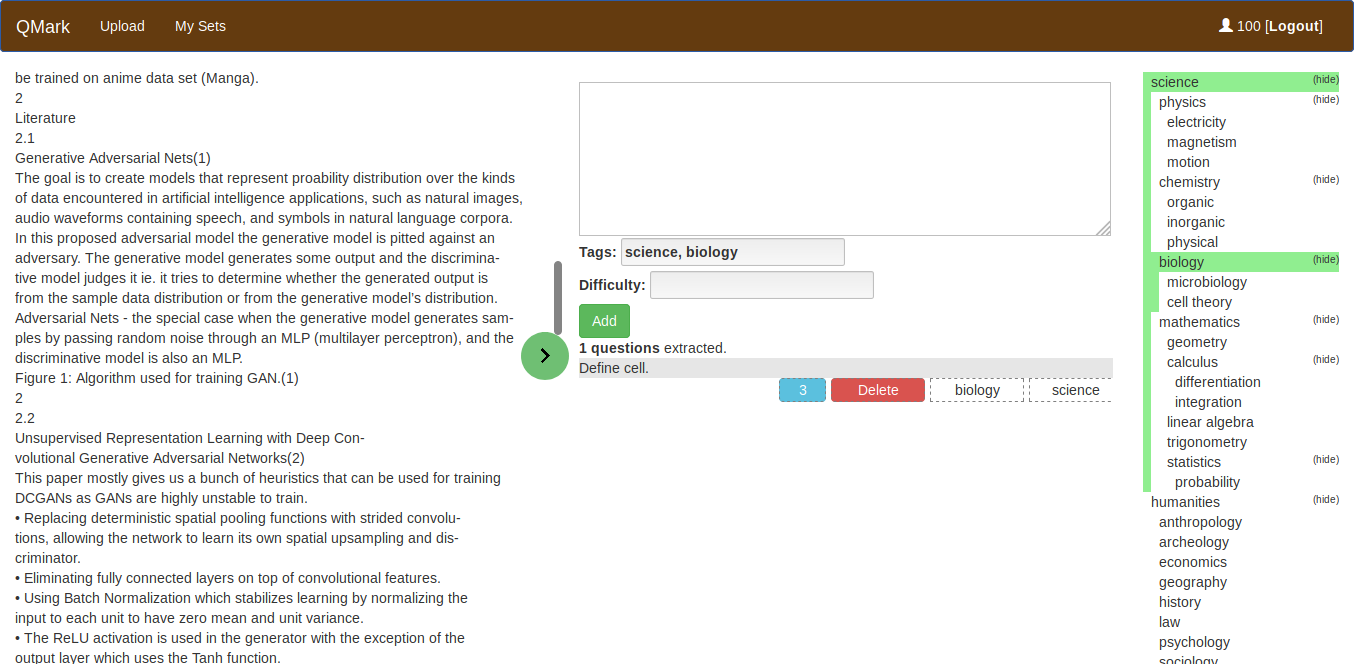 QMark Upload My Sets 100 [Logout]
be trained on anime data set (Manga).
2
Literature
2.1
Generative Adversarial Nets(1)
The goal is to create models that represent proability distribution over the kinds
of data encountered in artificial intelligence applications, such as natural images,
audio waveforms containing speech, and symbols in natural language corpora.
In this proposed adversarial model the generative model is pitted against an
adversary. The generative model generates some output and the discrimina-
tive model judges it ie. it tries to determine whether the generated output is
from the sample data distribution or from the generative model's distribution.
Adversarial Nets - the special case when the generative model generates sam-
ples by passing random noise through an MLP (multilayer perceptron), and the
discriminative model is also an MLP.
Figure 1: Algorithm used for training GAN.(1)
2
2.2
Unsupervised Representation Learning with Deep Con-
volutional Generative Adversarial Networks(2)
This paper mostly gives us a bunch of heuristics that can be used for training
DCGANs as GANs are highly unstable to train.
• Replacing deterministic spatial pooling functions with strided convolu-
tions, allowing the network to learn its own spatial upsampling and dis-
criminator.
• Eliminating fully connected layers on top of convolutional features.
• Using Batch Normalization which stabilizes learning by normalizing the
input to each unit to have zero mean and unit variance.
• The ReLU activation is used in the generator with the exception of the
output layer which uses the Tanh function.
Tags: science, biology
Difficulty:
Add
1 questions extracted.
Define cell.
3 Delete biology science
science (hide)
physics (hide)
electricity
magnetism
motion
chemistry (hide)
organic
inorganic
physical
biology (hide)
microbiology
cell theory
mathematics (hide)
geometry
calculus (hide)
differentiation
integration
linear algebra
trigonometry
statistics (hide)
probability
humanities (hide)
anthropology
archeology
economics
geography
history
law
psychology
sociology